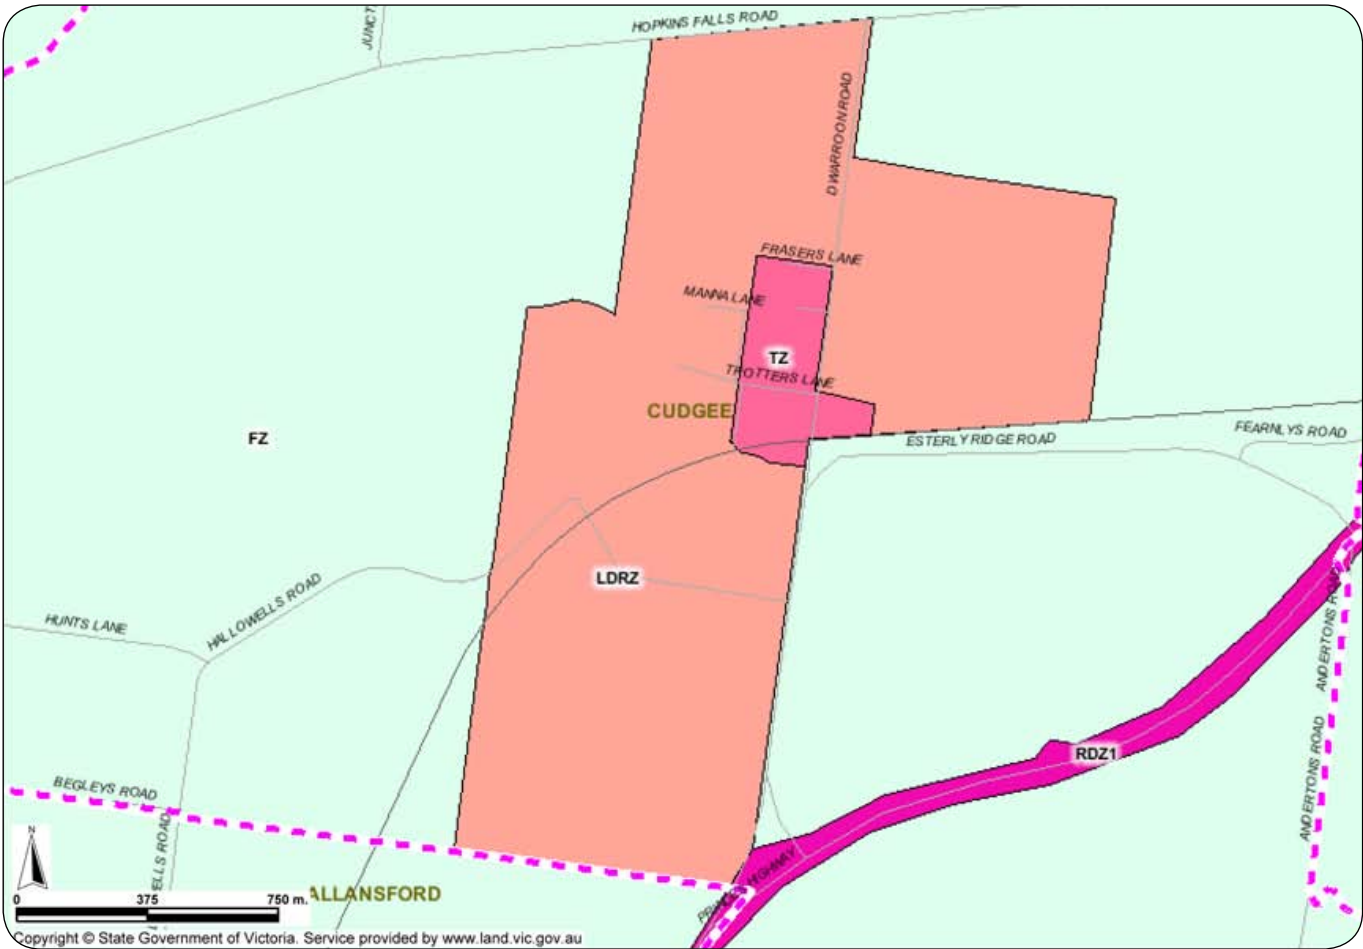 HOPKINS FALLS ROAD
JUNCT
DWARROON ROAD
FRASERS LANE
MANNA LANE
TZ
TROTTERS LANE
CUDGEE
FZ
ESTERLY RIDGE ROAD
FEARNLYS ROAD
LDRZ
HALLOWELLS ROAD
HUNTS LANE
ANDERTONS ROAD
RDZ1
ANDERTONS ROAD
BEGLEYS ROAD
ELLS ROAD
HIGHWAY
N
0 375 750 m.
ALLANSFORD
Copyright © State Government of Victoria. Service provided by www.land.vic.gov.au